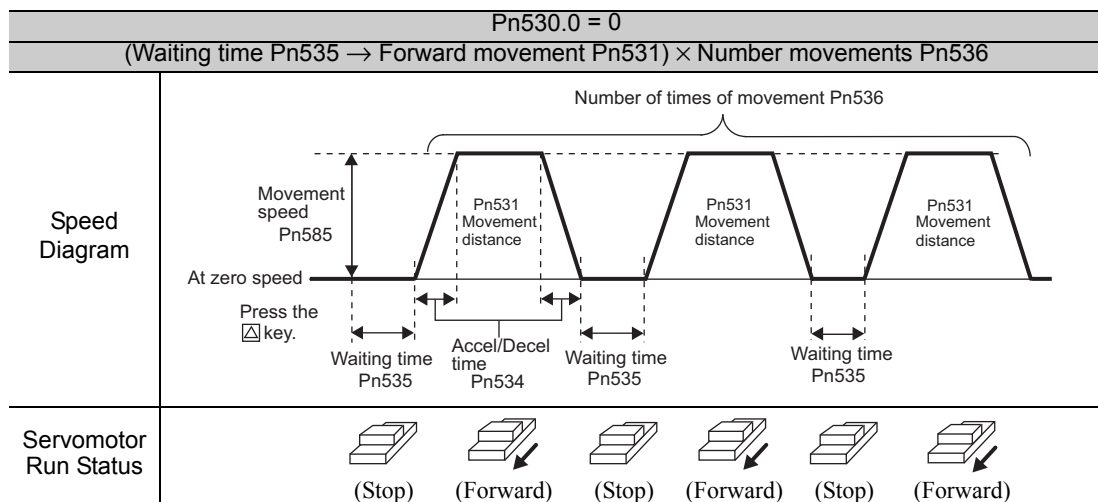 Pn530.0 = 0
(Waiting time Pn535 → Forward movement Pn531) × Number movements Pn536
Speed
Diagram
Number of times of movement Pn536
Movement
speed
Pn585
Pn531
Movement
distance
Pn531
Movement
distance
Pn531
Movement
distance
At zero speed
Press the
△ key.
Waiting time
Pn535
Accel/Decel
time
Pn534
Waiting time
Pn535
Waiting time
Pn535
Servomotor
Run Status
(Stop) (Forward) (Stop) (Forward) (Stop) (Forward)